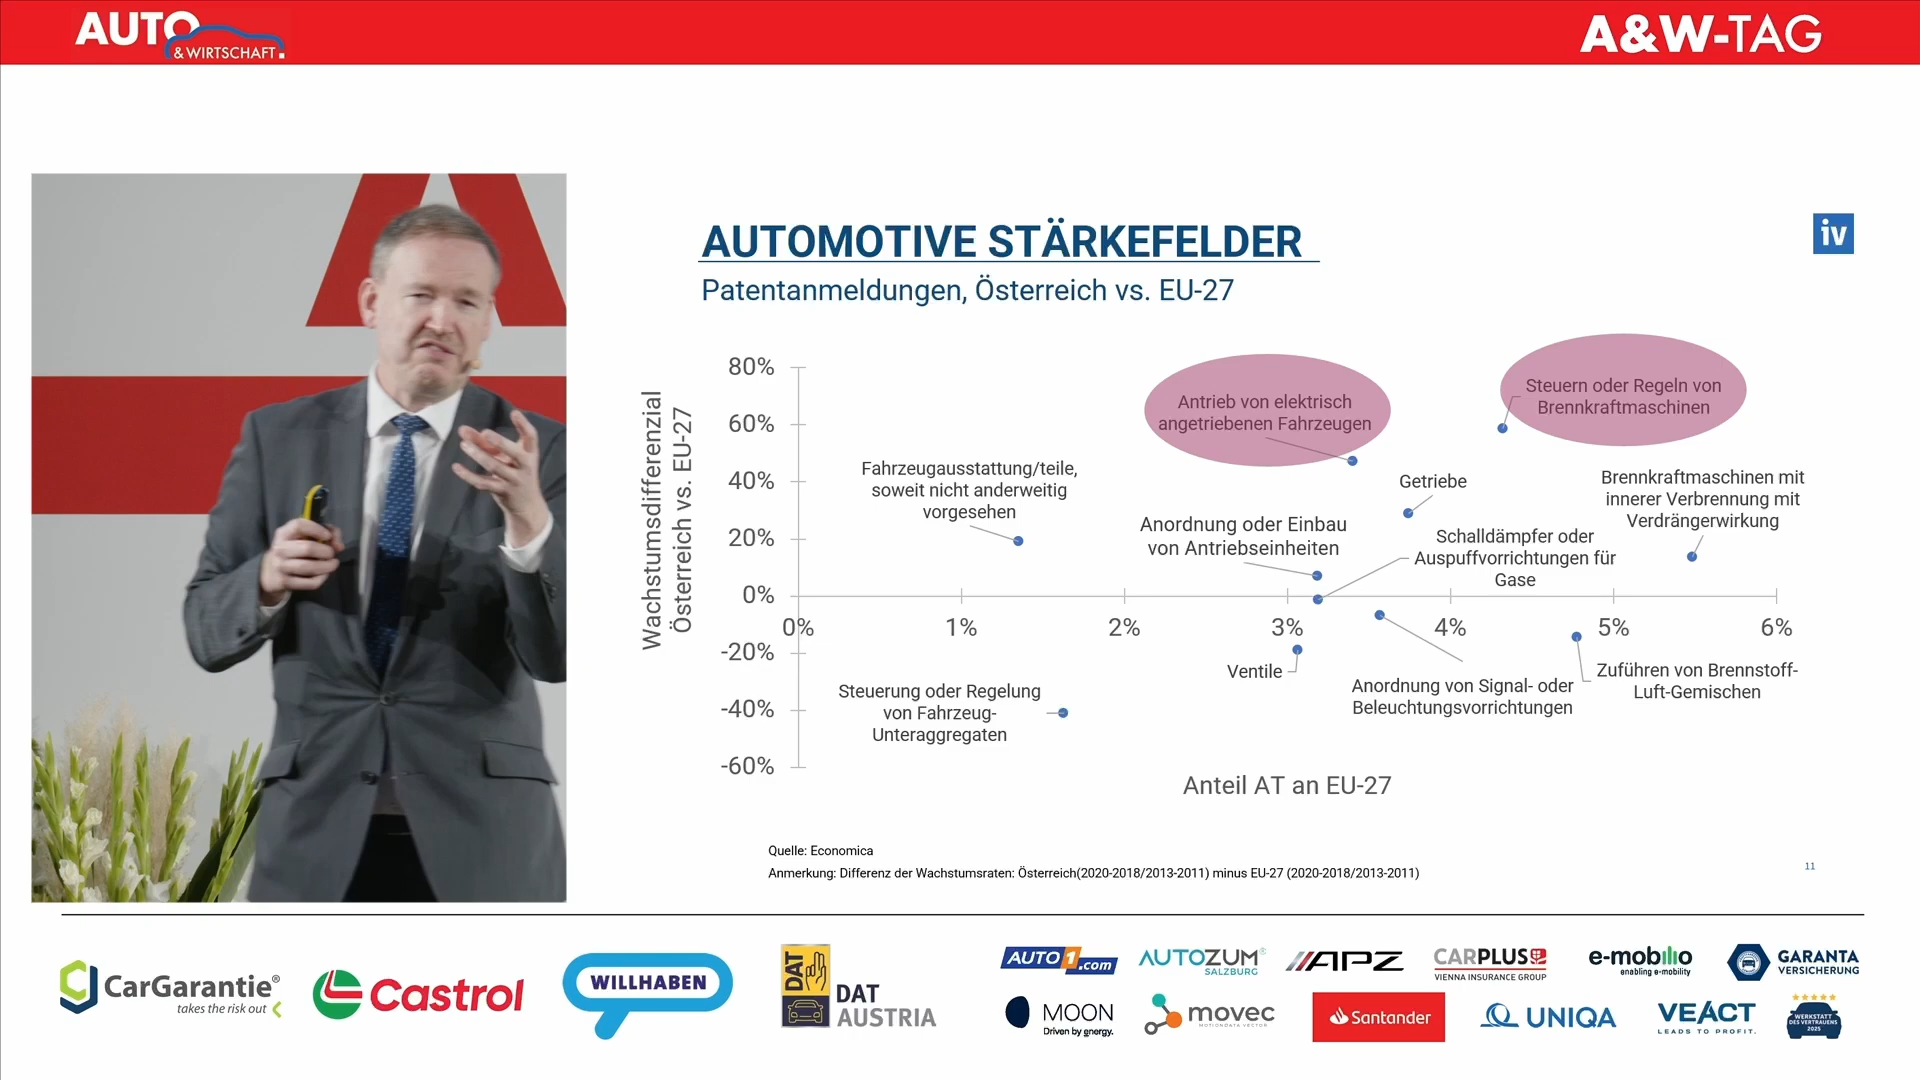 AUTO
& WIRTSCHAFT.
A&W-TAG
AUTOMOTIVE STÄRKEFELDER
iv
Patentanmeldungen, Österreich vs. EU-27
Wachstumsdifferenzial
Österreich vs. EU-27
80%
60%
40%
20%
0%
-20%
-40%
-60%
0%
1%
2%
3%
4%
5%
6%
Antrieb von elektrisch
angetriebenen Fahrzeugen
Steuern oder Regeln von
Brennkraftmaschinen
Fahrzeugausstattung/teile,
soweit nicht anderweitig
vorgesehen
Getriebe
Brennkraftmaschinen mit
innerer Verbrennung mit
Verdrängerwirkung
Anordnung oder Einbau
von Antriebseinheiten
Schalldämpfer oder
Auspuffvorrichtungen für
Gase
Ventile
Anordnung von Signal- oder
Beleuchtungsvorrichtungen
Zuführen von Brennstoff-
Luft-Gemischen
Steuerung oder Regelung
von Fahrzeug-
Unteraggregaten
Anteil AT an EU-27
Quelle: Economica
Anmerkung: Differenz der Wachstumsraten: Österreich(2020-2018/2013-2011) minus EU-27 (2020-2018/2013-2011)
11
CarGarantie®
takes the risk out
Castrol
WILLHABEN
DAT
DAT
AUSTRIA
AUTO1.com
AUTOZUM®
SALZBURG
APZ
CARPLUS
VIENNA INSURANCE GROUP
e-mobilio
enabling e-mobility
GARANTA
VERSICHERUNG
MOON
Driven by gnergy.
movec
MOTIONDATA VECTOR
Santander
UNIQA
VEACT
LEADS TO PROFIT.
WERKSTATT
DES VERTRAUENS
2025